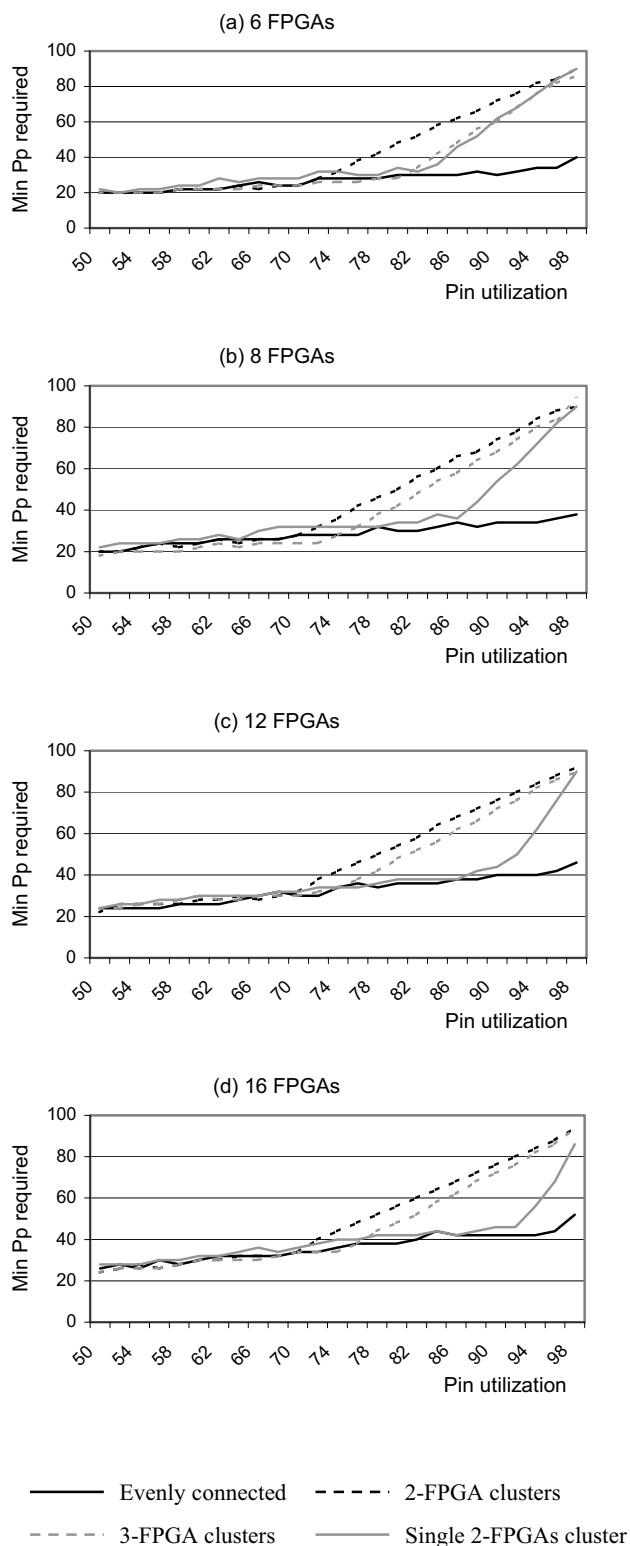 (a) 6 FPGAs
Min Pp required
100
80
60
40
20
0
50 54 58 62 66 70 74 78 82 86 90 94 98
Pin utilization
(b) 8 FPGAs
Min Pp required
100
80
60
40
20
0
50 54 58 62 66 70 74 78 82 86 90 94 98
Pin utilization
(c) 12 FPGAs
Min Pp required
100
80
60
40
20
0
50 54 58 62 66 70 74 78 82 86 90 94 98
Pin utilization
(d) 16 FPGAs
Min Pp required
100
80
60
40
20
0
50 54 58 62 66 70 74 78 82 86 90 94 98
Pin utilization
Evenly connected 2-FPGA clusters
3-FPGA clusters Single 2-FPGAs cluster